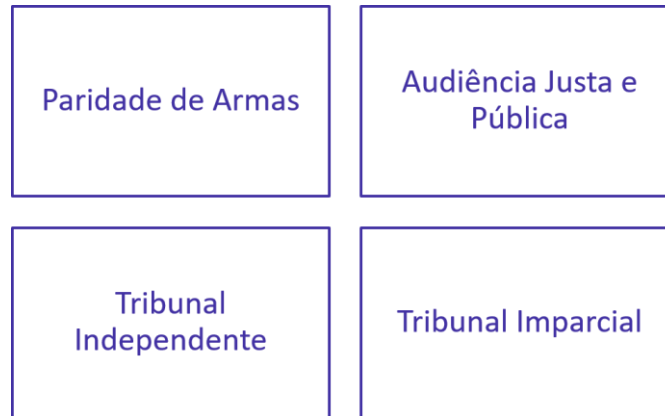 Paridade de Armas
Audiência Justa e
Pública
Tribunal
Independente
Tribunal Imparcial